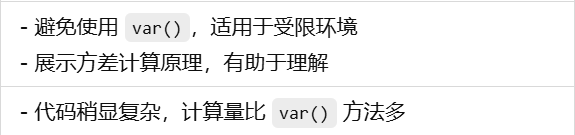 - 避免使用 var()，适用于受限环境
- 展示方差计算原理，有助于理解
- 代码稍显复杂，计算量比 var() 方法多